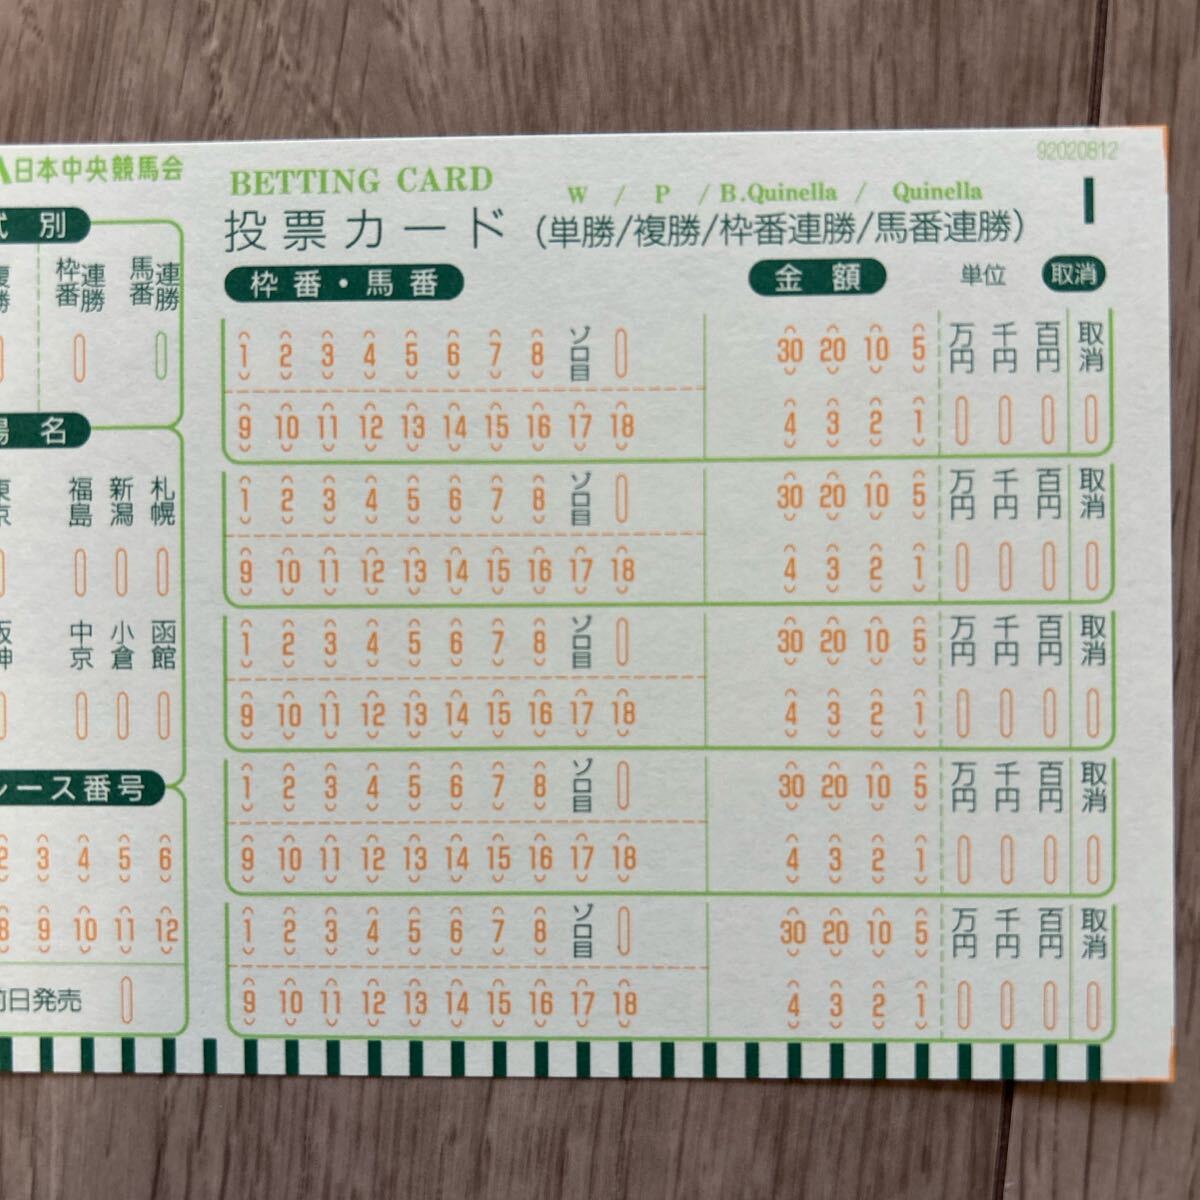 日本中央競馬会
式別
複勝 枠番連勝 馬番連勝
場名
東京 福島 新潟 札幌
阪神 中京 小倉 函館
レース番号
2 3 4 5 6
8 9 10 11 12
前日発売
92020812
BETTING CARD W / P / B.Quinella / Quinella
投票カード (単勝/複勝/枠番連勝/馬番連勝)
枠番・馬番 金額 単位 取消
1 2 3 4 5 6 7 8 ゾロ目 30 20 10 5 万円 千円 百円 取消
9 10 11 12 13 14 15 16 17 18 4 3 2 1
1 2 3 4 5 6 7 8 ゾロ目 30 20 10 5 万円 千円 百円 取消
9 10 11 12 13 14 15 16 17 18 4 3 2 1
1 2 3 4 5 6 7 8 ゾロ目 30 20 10 5 万円 千円 百円 取消
9 10 11 12 13 14 15 16 17 18 4 3 2 1
1 2 3 4 5 6 7 8 ゾロ目 30 20 10 5 万円 千円 百円 取消
9 10 11 12 13 14 15 16 17 18 4 3 2 1
1 2 3 4 5 6 7 8 ゾロ目 30 20 10 5 万円 千円 百円 取消
9 10 11 12 13 14 15 16 17 18 4 3 2 1